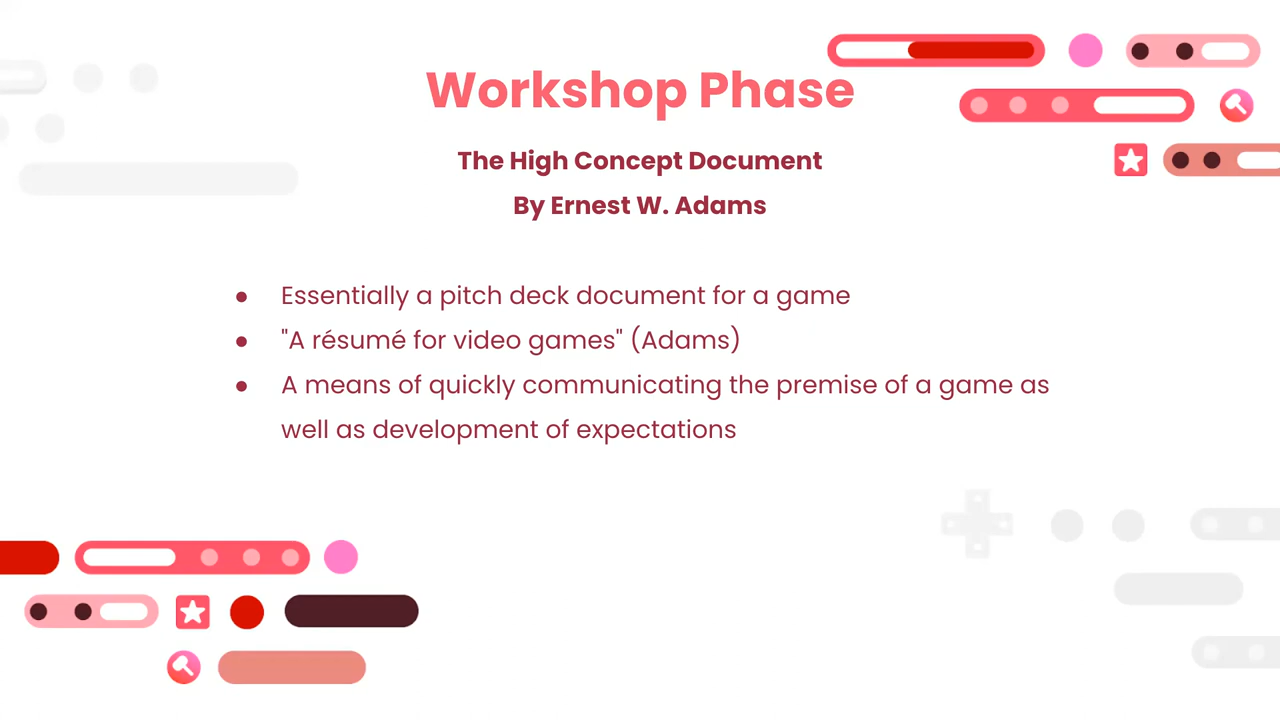 Workshop Phase
The High Concept Document
By Ernest W. Adams
● Essentially a pitch deck document for a game
● "A résumé for video games" (Adams)
● A means of quickly communicating the premise of a game as
well as development of expectations